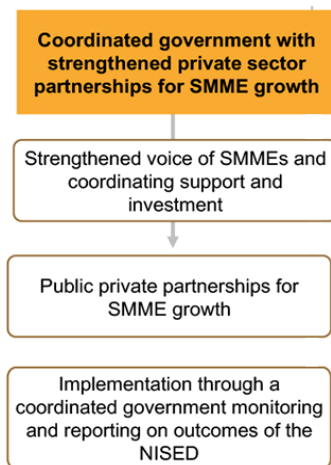 Coordinated government with
strengthened private sector
partnerships for SMME growth
Strengthened voice of SMMEs and
coordinating support and
investment
Public private partnerships for
SMME growth
Implementation through a
coordinated government monitoring
and reporting on outcomes of the
NISED